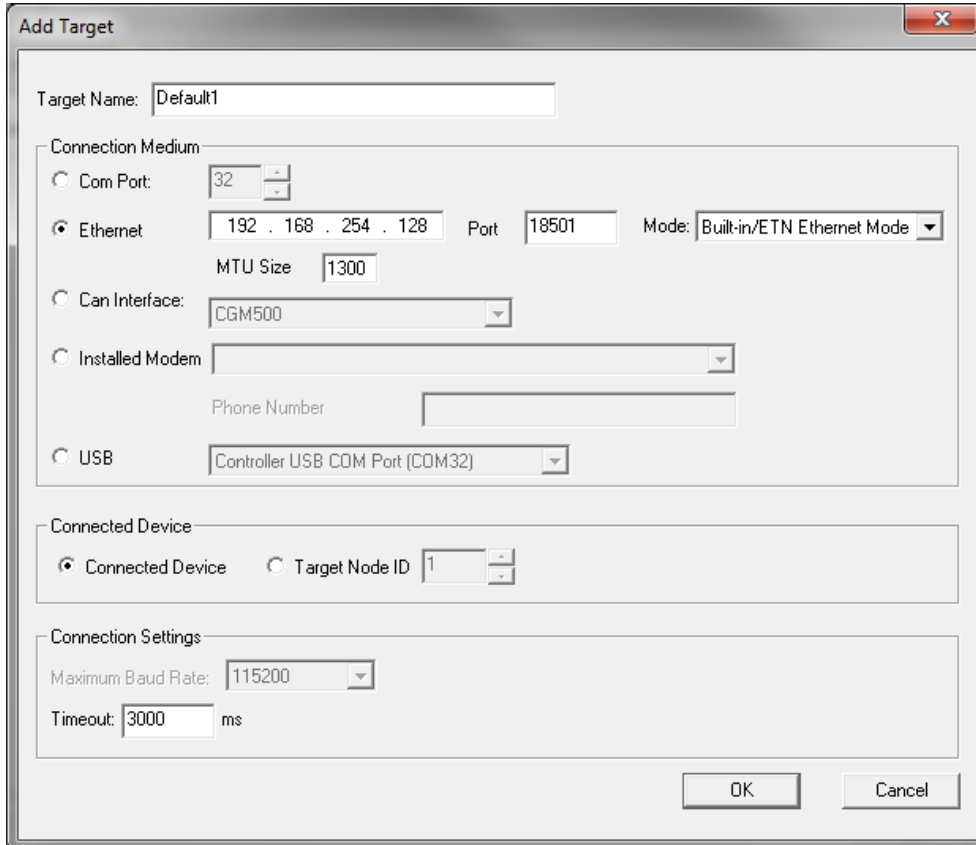 Add Target
Target Name: Default1
Connection Medium
Com Port: 32
Ethernet 192 . 168 . 254 . 128 Port 18501 Mode: Built-in/ETN Ethernet Mode
MTU Size 1300
Can Interface: CGM500
Installed Modem
Phone Number
USB Controller USB COM Port (COM32)
Connected Device
Connected Device Target Node ID 1
Connection Settings
Maximum Baud Rate: 115200
Timeout: 3000 ms
OK Cancel